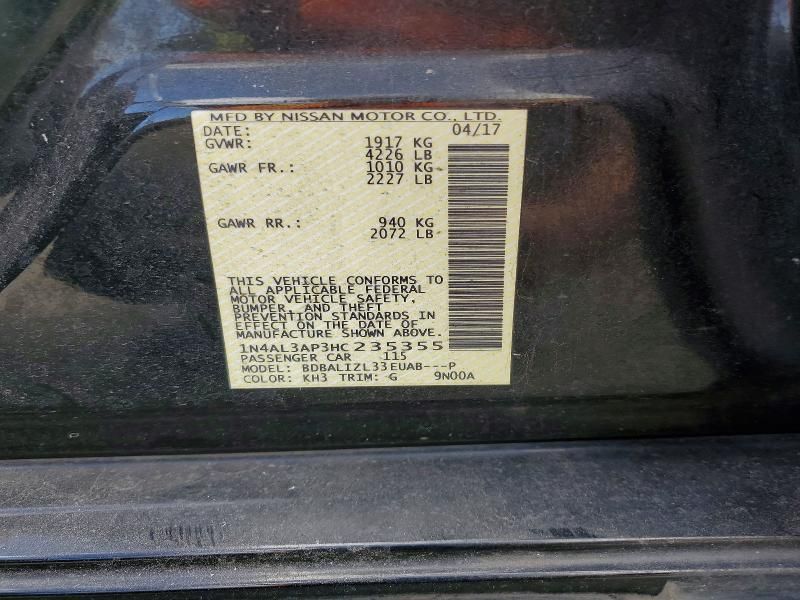 MFD BY NISSAN MOTOR CO., LTD.
DATE: 04/17
GVWR: 1917 KG
4226 LB
GAWR FR.: 1010 KG
2227 LB
GAWR RR.: 940 KG
2072 LB
THIS VEHICLE CONFORMS TO
ALL APPLICABLE FEDERAL
MOTOR VEHICLE SAFETY,
BUMPER, AND THEFT
PREVENTION STANDARDS IN
EFFECT ON THE DATE OF
MANUFACTURE SHOWN ABOVE.
1N4AL3AP3HC235355
PASSENGER CAR 115
MODEL: BDBALIZL33EUAB---P
COLOR: KH3 TRIM: G 9N00A